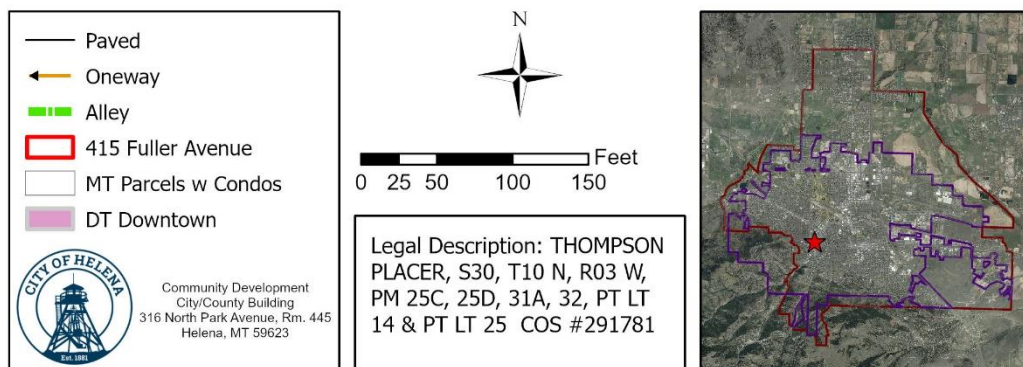 Paved
Oneway
Alley
415 Fuller Avenue
MT Parcels w Condos
DT Downtown
CITY OF HELENA
Est. 1881
Community Development
City/County Building
316 North Park Avenue, Rm. 445
Helena, MT 59623
N
Feet
0 25 50 100 150
Legal Description: THOMPSON
PLACER, S30, T10 N, R03 W,
PM 25C, 25D, 31A, 32, PT LT
14 & PT LT 25 COS #291781